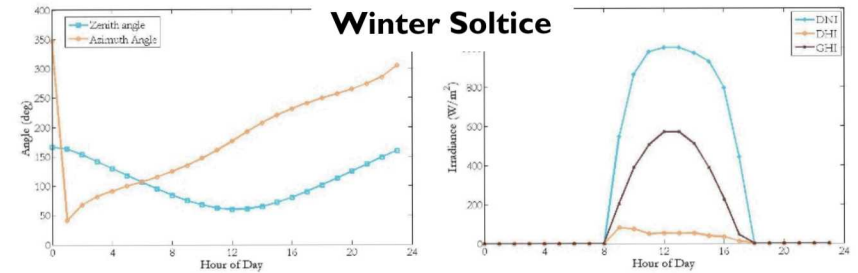 Winter Soltice
400
350
300
250
200
150
100
50
0
Angle (deg)
Zenith angle
Azimuth Angle
0 4 8 12 16 20 24
Hour of Day
800
600
400
200
0
Irradiance (W/m²)
DNI
DHI
GHI
0 4 8 12 16 20 24
Hour of Day